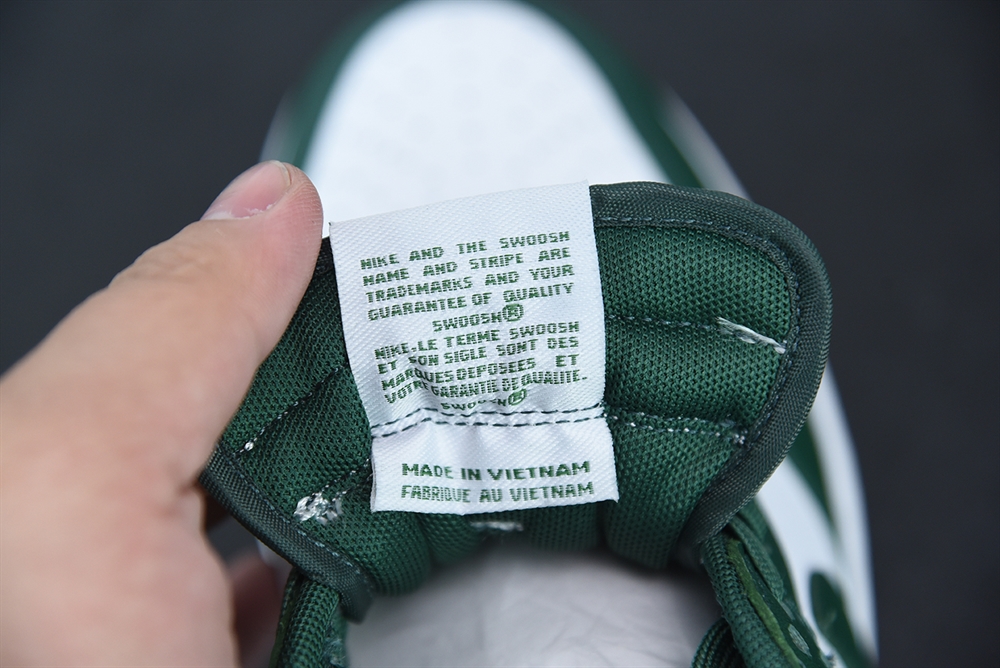 NIKE AND THE SWOOSH
NAME AND STRIPE ARE
TRADEMARKS AND YOUR
GUARANTEE OF QUALITY
SWOOSH®
NIKE.LE TERME SWOOSH
ET SON SIGLE SONT DES
MARQUES DEPOSEES ET
VOTRE GARANTIE DE QUALITE.
SWOOSH®
MADE IN VIETNAM
FABRIQUE AU VIETNAM